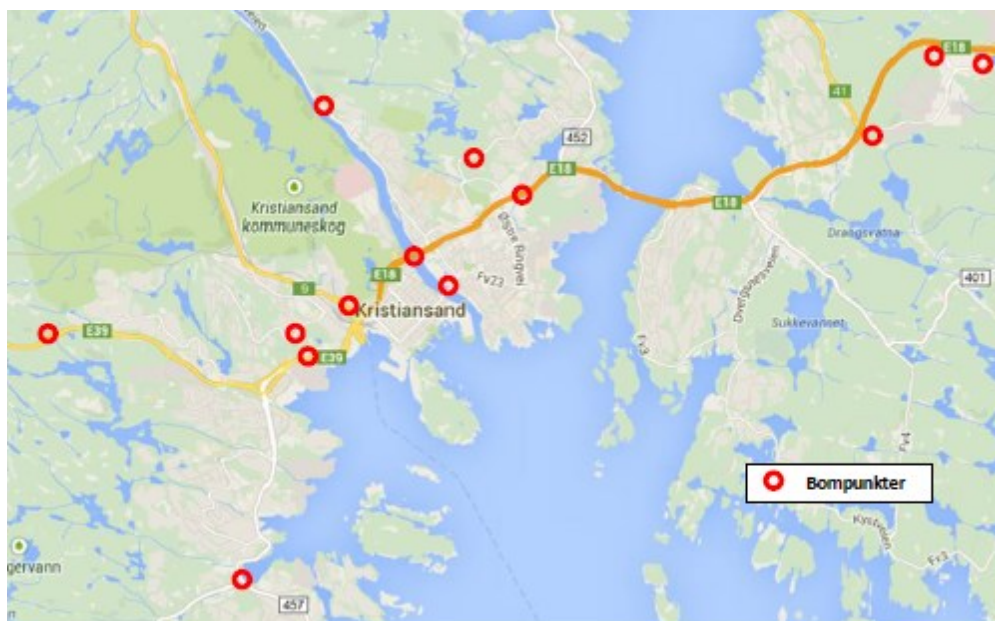 E18
41
452
E18
Kristiansand
kommuneskog
Østre Ringvei
E18
Drangsvatna
E18
Fv23
401
9
Dvergsnesveien
Kristiansand
Sukkevannet
E39
Fv3
E39
Fv4
Bompunkter
Kystveien
Fv3
gervann
457